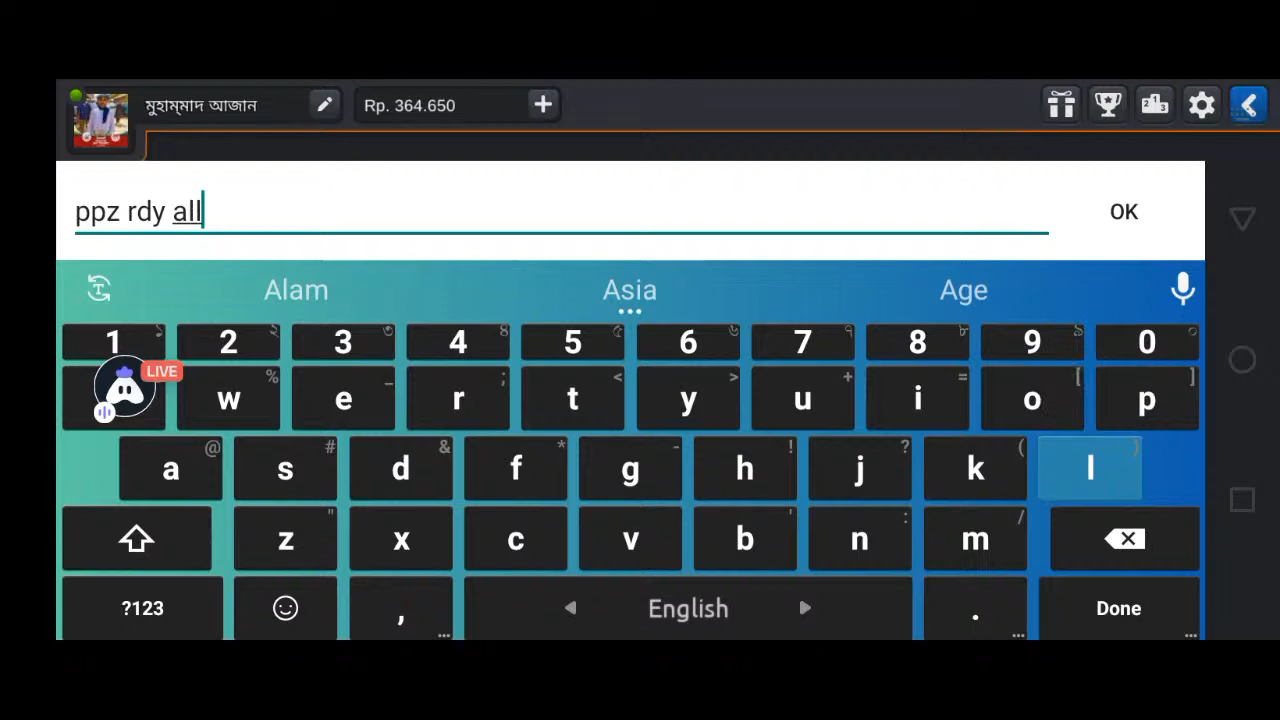 মুহাম্মাদ আজান
Rp. 364.650
ppz rdy all
OK
Alam Asia Age
1 2 3 4 5 6 7 8 9 0
LIVE
w e r t y u i o p
a s d f g h j k l
z x c v b n m
?123 , English . Done